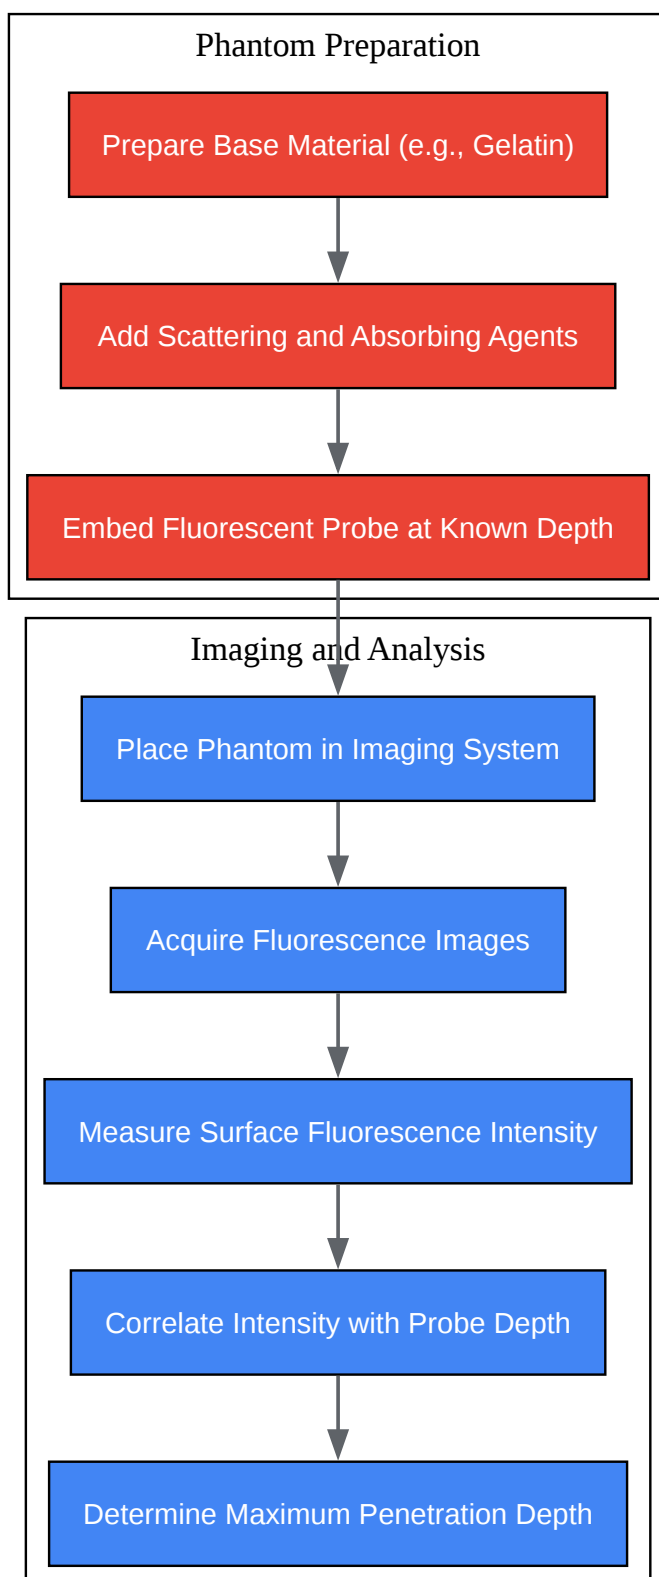 Phantom Preparation
Prepare Base Material (e.g., Gelatin)
Add Scattering and Absorbing Agents
Embed Fluorescent Probe at Known Depth
Imaging and Analysis
Place Phantom in Imaging System
Acquire Fluorescence Images
Measure Surface Fluorescence Intensity
Correlate Intensity with Probe Depth
Determine Maximum Penetration Depth